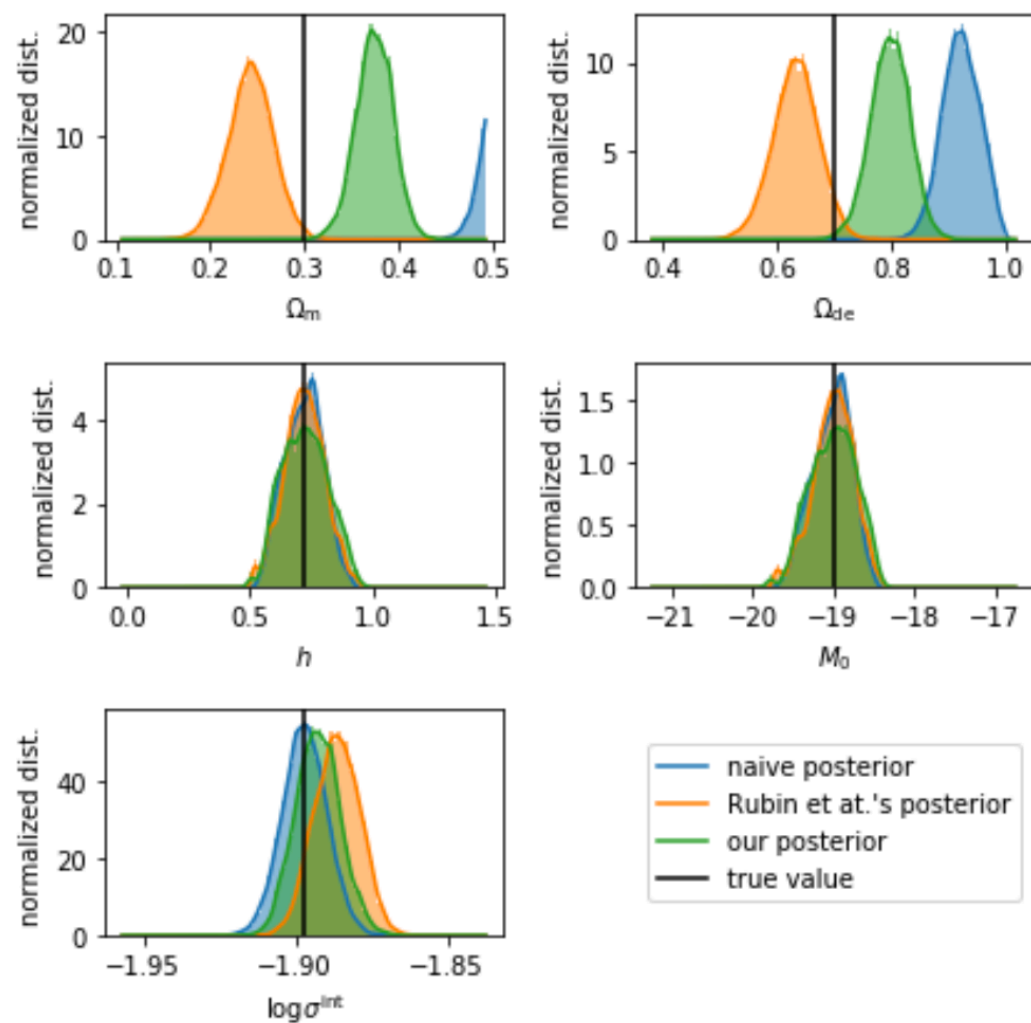 normalized dist.
20
10
0
0.1 0.2 0.3 0.4 0.5
Ωm
normalized dist.
10
5
0
0.4 0.6 0.8 1.0
Ωde
normalized dist.
4
2
0
0.0 0.5 1.0 1.5
h
normalized dist.
1.5
1.0
0.5
0.0
−21 −20 −19 −18 −17
M0
normalized dist.
40
20
0
−1.95 −1.90 −1.85
logσint
naive posterior
Rubin et at.'s posterior
our posterior
true value